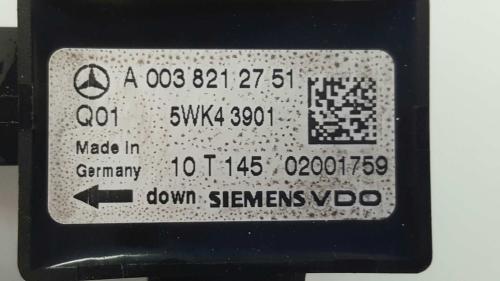 A 003 821 27 51
Q01 5WK4 3901
Made in
Germany 10 T 145 02001759
down SIEMENS VDO